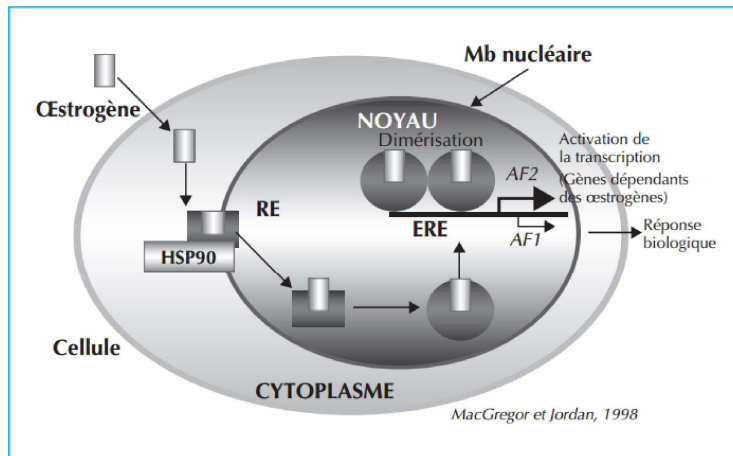 Mb nucléaire
Œstrogène
NOYAU
Dimérisation
Activation de
la transcription
(Gènes dépendants
des œstrogènes)
AF2
RE
ERE
AF1
Réponse
biologique
HSP90
Cellule
CYTOPLASME
MacGregor et Jordan, 1998